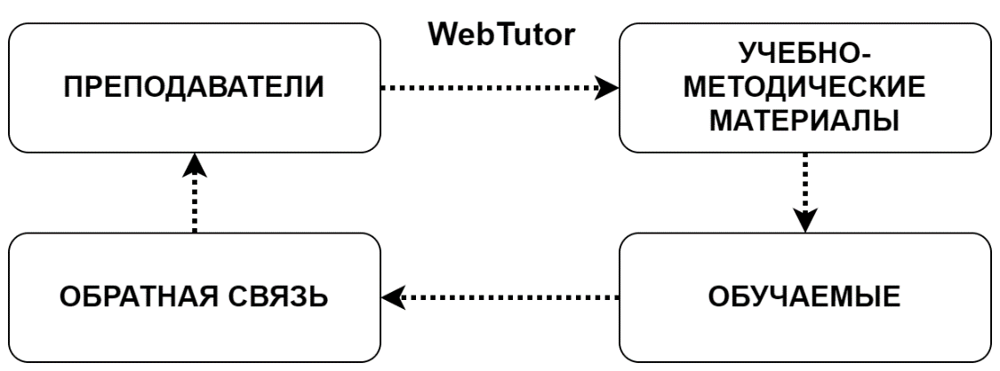 WebTutor
ПРЕПОДАВАТЕЛИ
УЧЕБНО-
МЕТОДИЧЕСКИЕ
МАТЕРИАЛЫ
ОБРАТНАЯ СВЯЗЬ
ОБУЧАЕМЫЕ